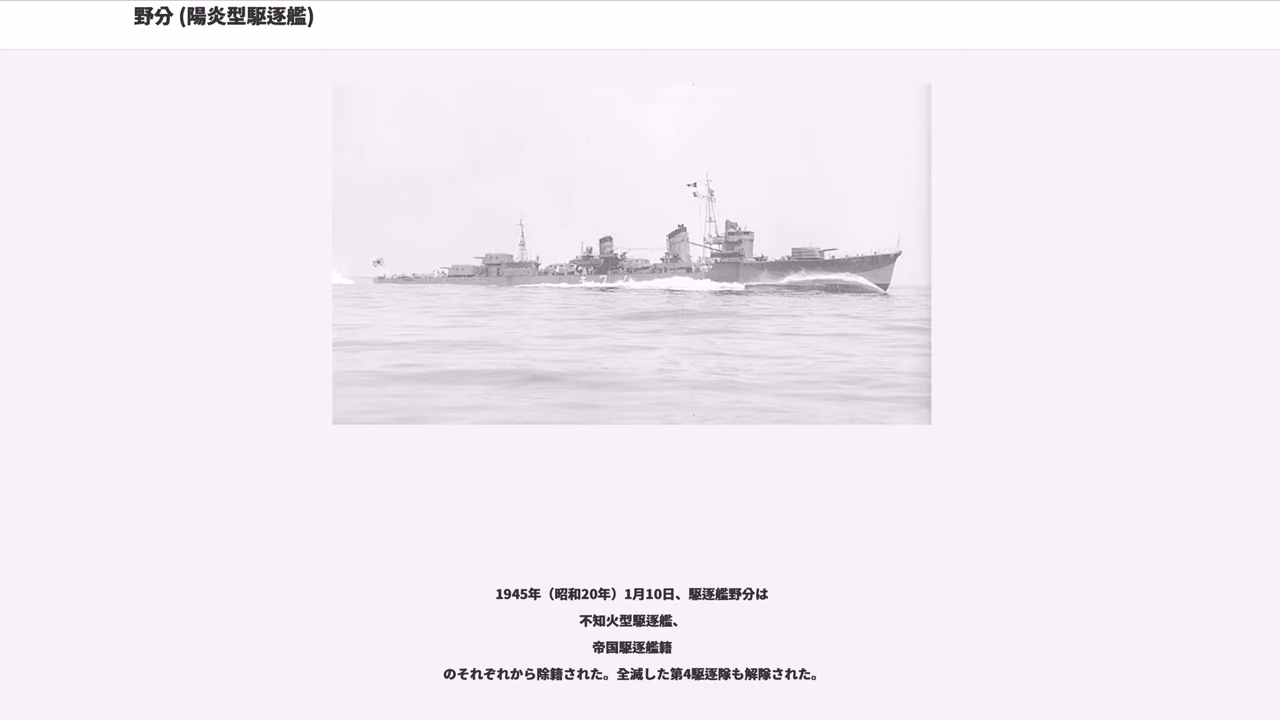 野分 (陽炎型駆逐艦)
1945年（昭和20年）1月10日、駆逐艦野分は
不知火型駆逐艦、
帝国駆逐艦籍
のそれぞれから除籍された。全滅した第4駆逐隊も解除された。